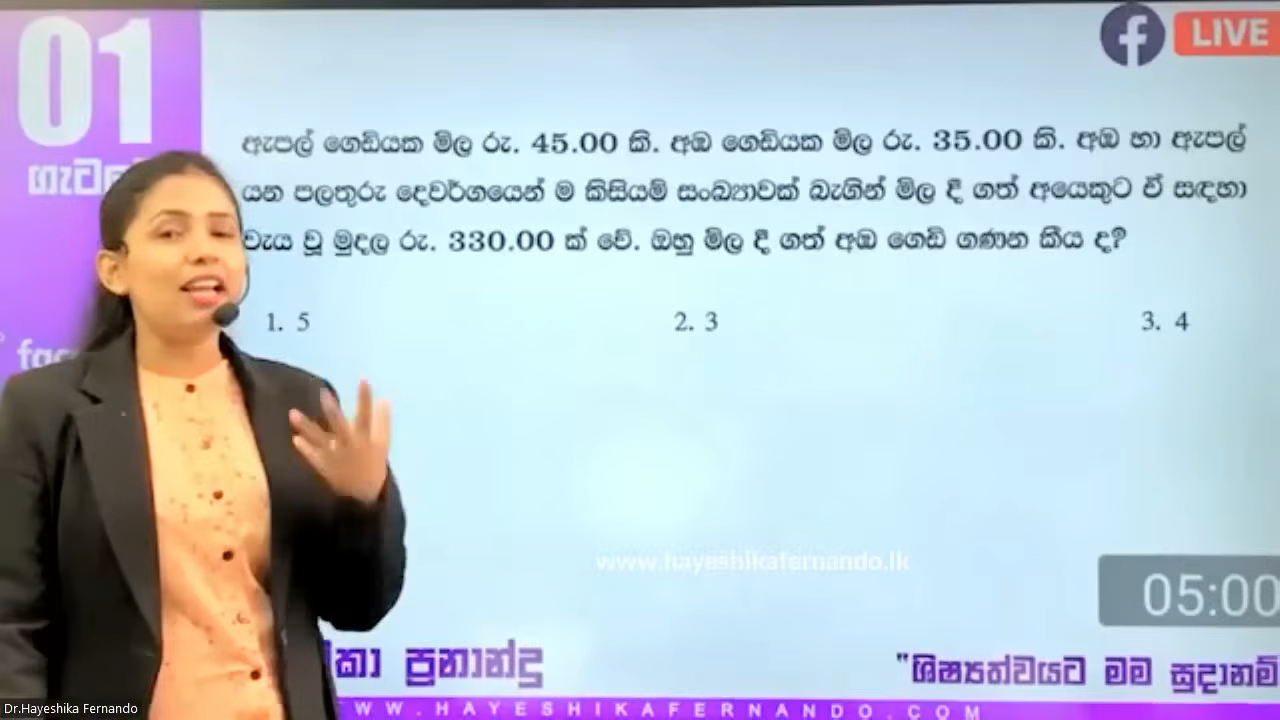 01
LIVE
ඇපල් ගෙඩියක මිල රු. 45.00 කි. අඹ ගෙඩියක මිල රු. 35.00 කි. අඹ හා ඇපල්
යන පලතුරු දෙවර්ගයෙන් ම කිසියම් සංඛ්‍යාවක් බැගින් මිල දී ගත් අයෙකුට ඒ සඳහා
වැය වූ මුදල රු. 330.00 ක් වේ. ඔහු මිල දී ගත් අඹ ගෙඩි ගණන කීය ද?
1. 5
2. 3
3. 4
www.hayeshikafernando.lk
05:00
ප්‍රනාන්දු
"ශිෂ්‍යත්වයට මම සුදානම්
WW.HAYESHIKAFERNANDO.COM
Dr.Hayeshika Fernando